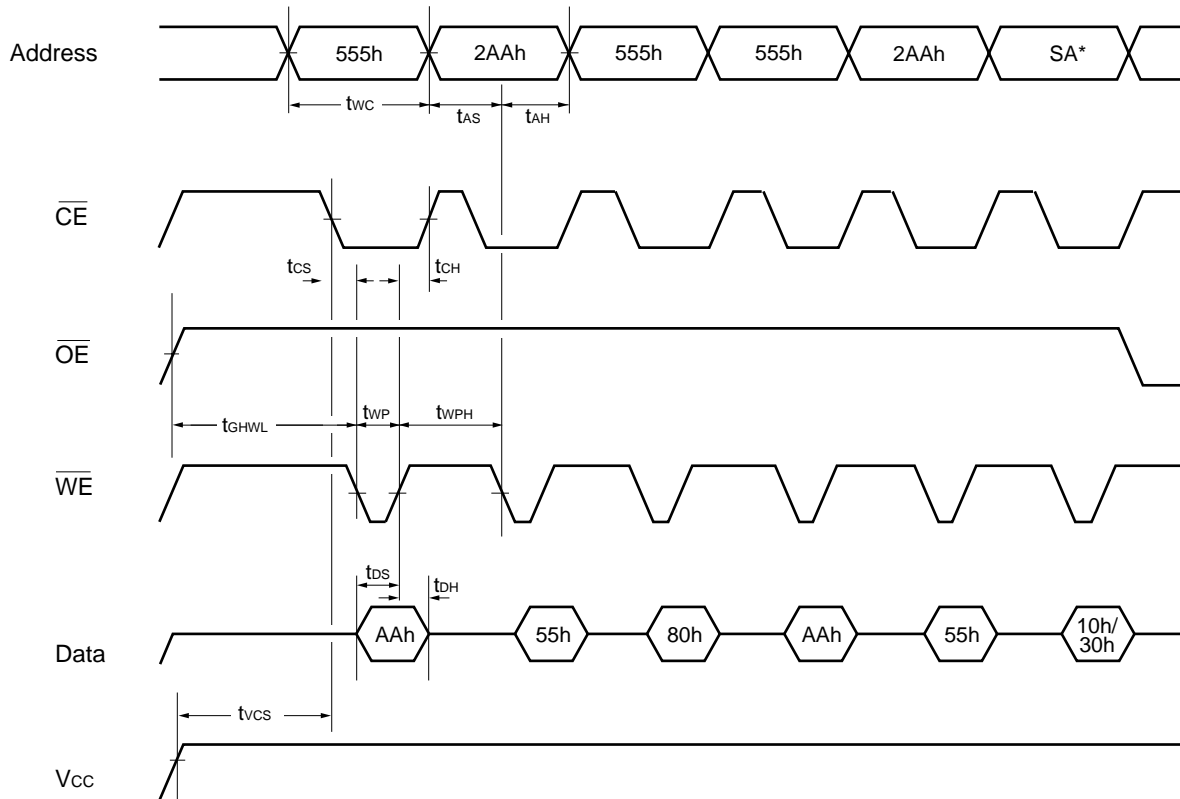 Address
555h 2AAh 555h 555h 2AAh SA*
tWC tAS tAH
CE
tCS tCH
OE
tGHWL tWP tWPH
WE
tDS tDH
Data
AAh 55h 80h AAh 55h 10h/
30h
tVCS
VCC